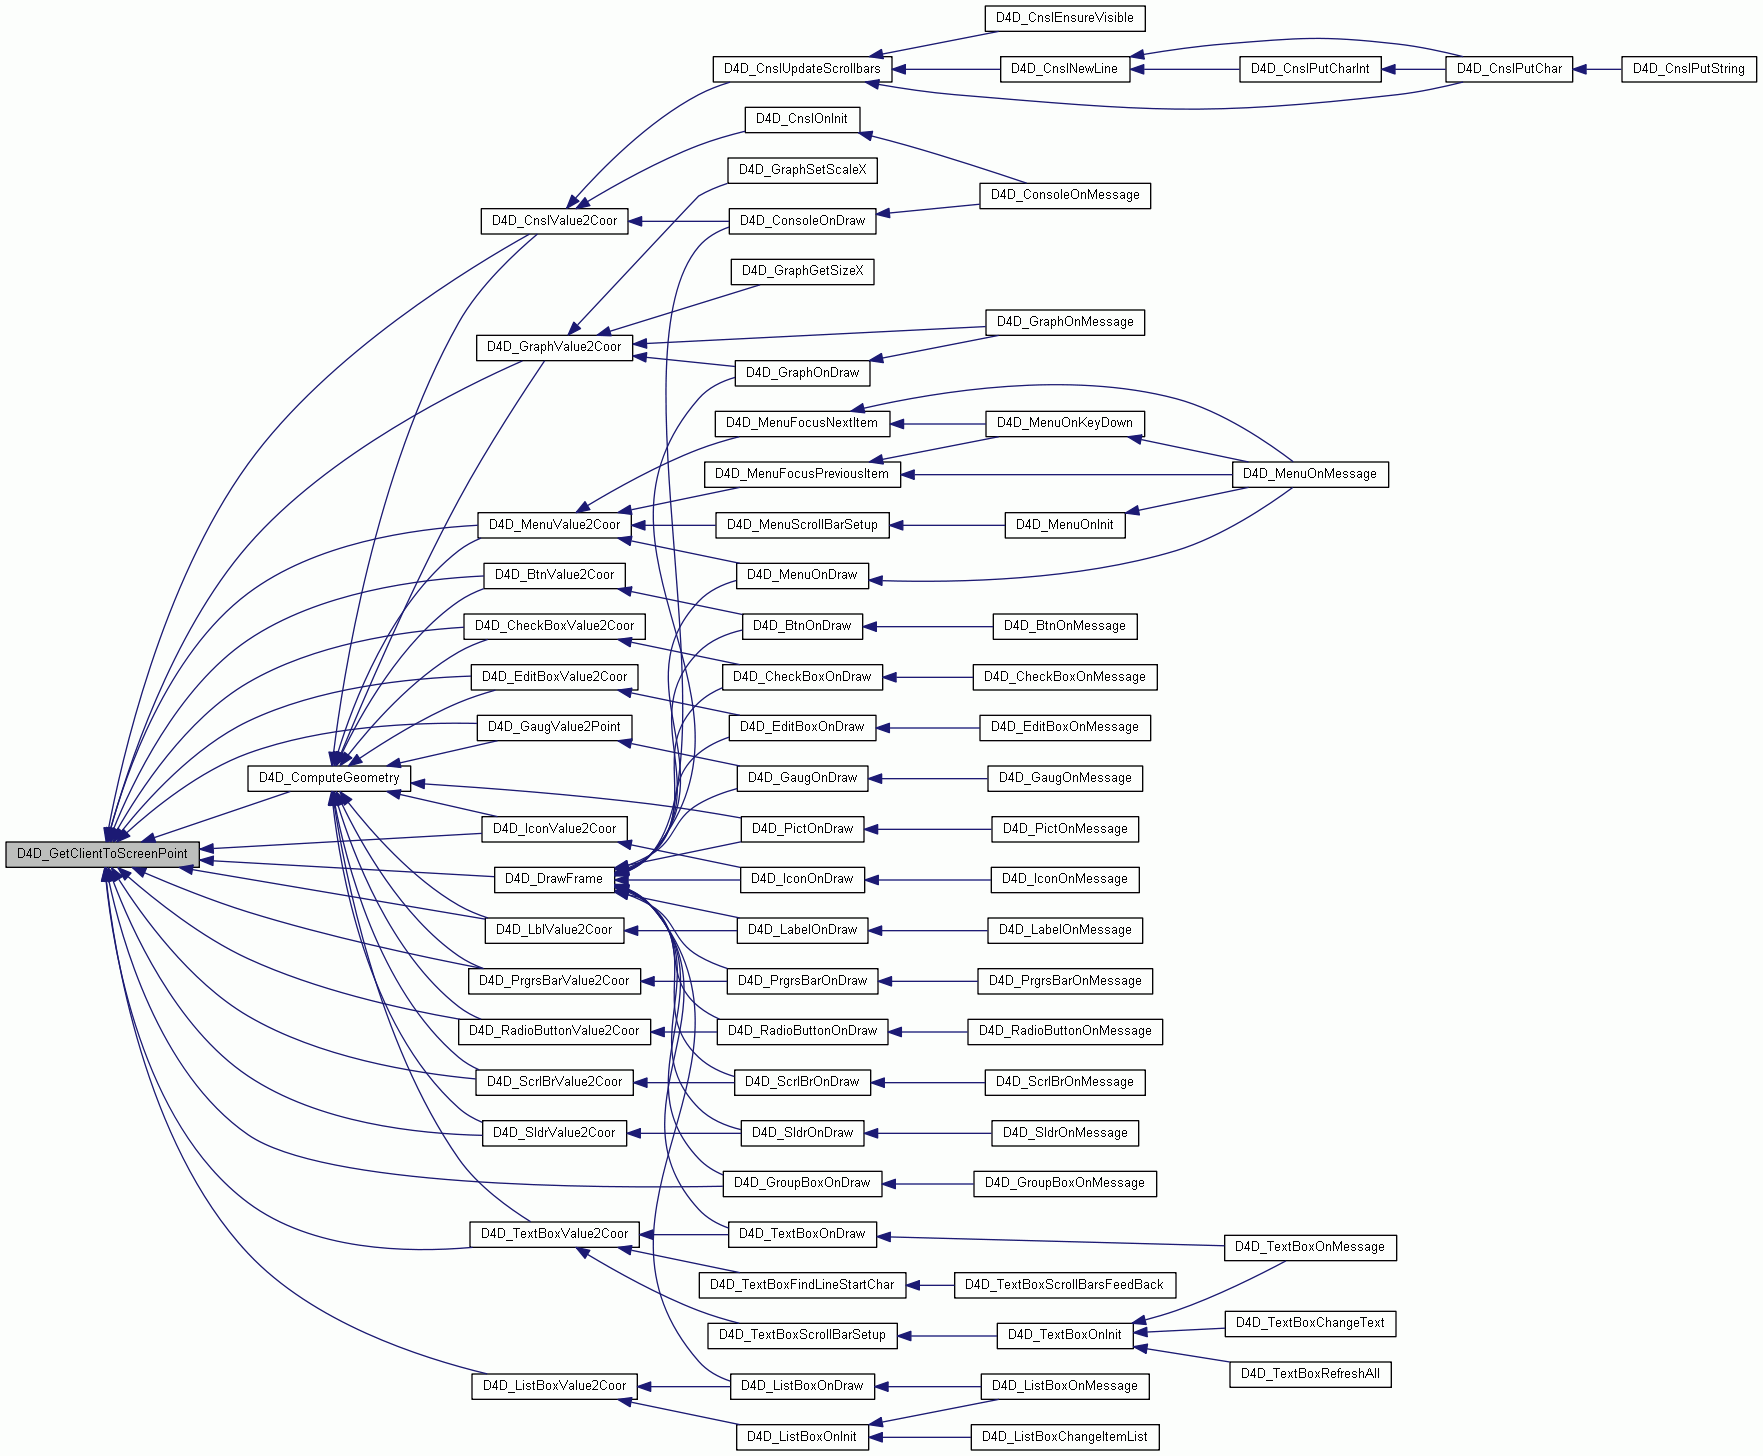 D4D_CnslEnsureVisible
D4D_CnslUpdateScrollbars
D4D_CnslNewLine
D4D_CnslPutCharInt
D4D_CnslPutChar
D4D_CnslPutString
D4D_CnslOnInit
D4D_GraphSetScaleX
D4D_ConsoleOnMessage
D4D_CnslValue2Coor
D4D_ConsoleOnDraw
D4D_GraphGetSizeX
D4D_GraphOnMessage
D4D_GraphValue2Coor
D4D_GraphOnDraw
D4D_MenuFocusNextItem
D4D_MenuOnKeyDown
D4D_MenuFocusPreviousItem
D4D_MenuOnMessage
D4D_MenuValue2Coor
D4D_MenuScrollBarSetup
D4D_MenuOnInit
D4D_BtnValue2Coor
D4D_MenuOnDraw
D4D_CheckBoxValue2Coor
D4D_BtnOnDraw
D4D_BtnOnMessage
D4D_EditBoxValue2Coor
D4D_CheckBoxOnDraw
D4D_CheckBoxOnMessage
D4D_GaugValue2Point
D4D_EditBoxOnDraw
D4D_EditBoxOnMessage
D4D_ComputeGeometry
D4D_GaugOnDraw
D4D_GaugOnMessage
D4D_IconValue2Coor
D4D_PictOnDraw
D4D_PictOnMessage
D4D_GetClientToScreenPoint
D4D_DrawFrame
D4D_IconOnDraw
D4D_IconOnMessage
D4D_LblValue2Coor
D4D_LabelOnDraw
D4D_LabelOnMessage
D4D_PrgrsBarValue2Coor
D4D_PrgrsBarOnDraw
D4D_PrgrsBarOnMessage
D4D_RadioButtonValue2Coor
D4D_RadioButtonOnDraw
D4D_RadioButtonOnMessage
D4D_ScrlBrValue2Coor
D4D_ScrlBrOnDraw
D4D_ScrlBrOnMessage
D4D_SldrValue2Coor
D4D_SldrOnDraw
D4D_SldrOnMessage
D4D_GroupBoxOnDraw
D4D_GroupBoxOnMessage
D4D_TextBoxValue2Coor
D4D_TextBoxOnDraw
D4D_TextBoxOnMessage
D4D_TextBoxFindLineStartChar
D4D_TextBoxScrollBarsFeedBack
D4D_TextBoxScrollBarSetup
D4D_TextBoxOnInit
D4D_TextBoxChangeText
D4D_TextBoxRefreshAll
D4D_ListBoxValue2Coor
D4D_ListBoxOnDraw
D4D_ListBoxOnMessage
D4D_ListBoxOnInit
D4D_ListBoxChangeItemList